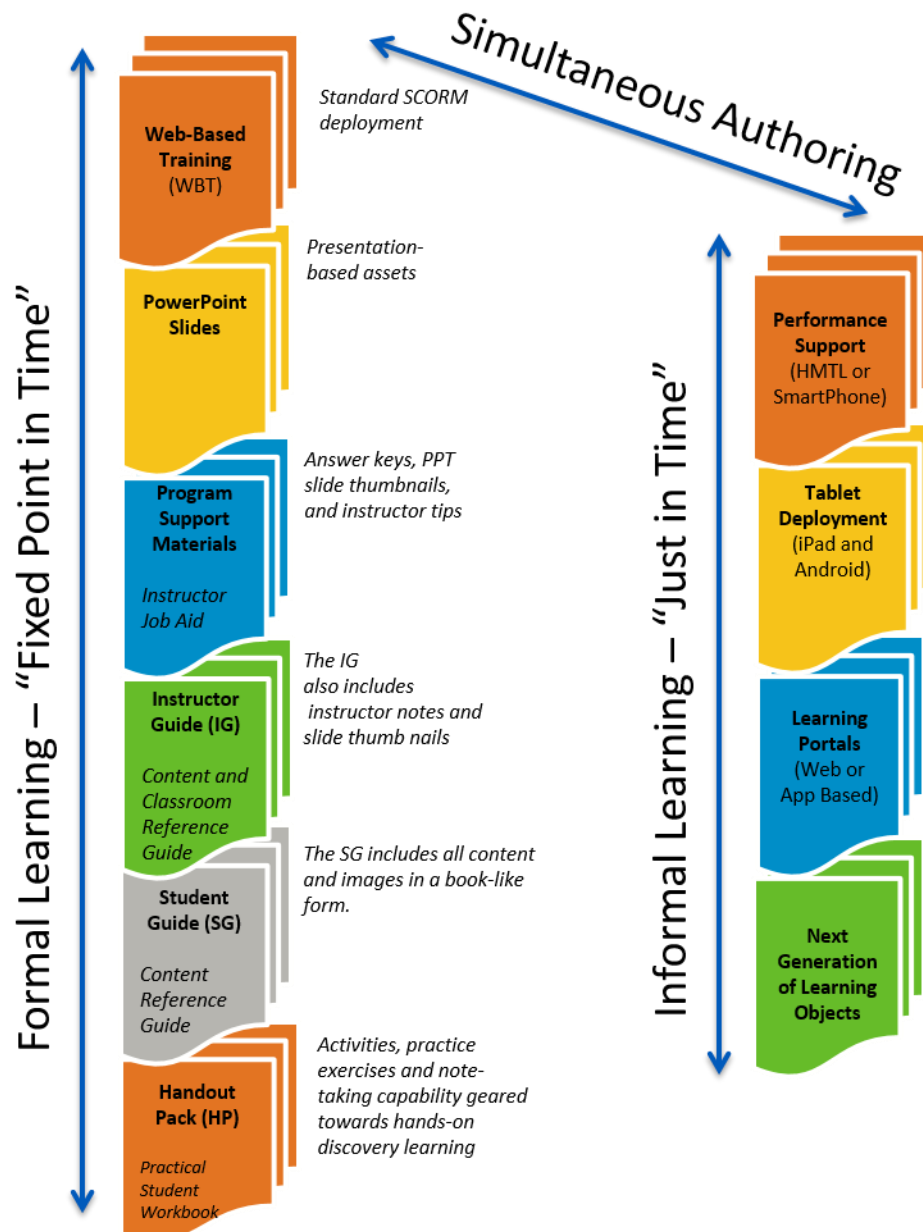 Simultaneous Authoring
Formal Learning – “Fixed Point in Time”
Web-Based
Training
(WBT)
Standard SCORM
deployment
PowerPoint
Slides
Presentation-
based assets
Program
Support
Materials
Instructor
Job Aid
Answer keys, PPT
slide thumbnails,
and instructor tips
Instructor
Guide (IG)
Content and
Classroom
Reference
Guide
The IG
also includes
instructor notes and
slide thumb nails
Student
Guide (SG)
Content
Reference
Guide
The SG includes all content
and images in a book-like
form.
Handout
Pack (HP)
Practical
Student
Workbook
Activities, practice
exercises and note-
taking capability geared
towards hands-on
discovery learning
Informal Learning – “Just in Time”
Performance
Support
(HMTL or
SmartPhone)
Tablet
Deployment
(iPad and
Android)
Learning
Portals
(Web or
App Based)
Next
Generation
of Learning
Objects